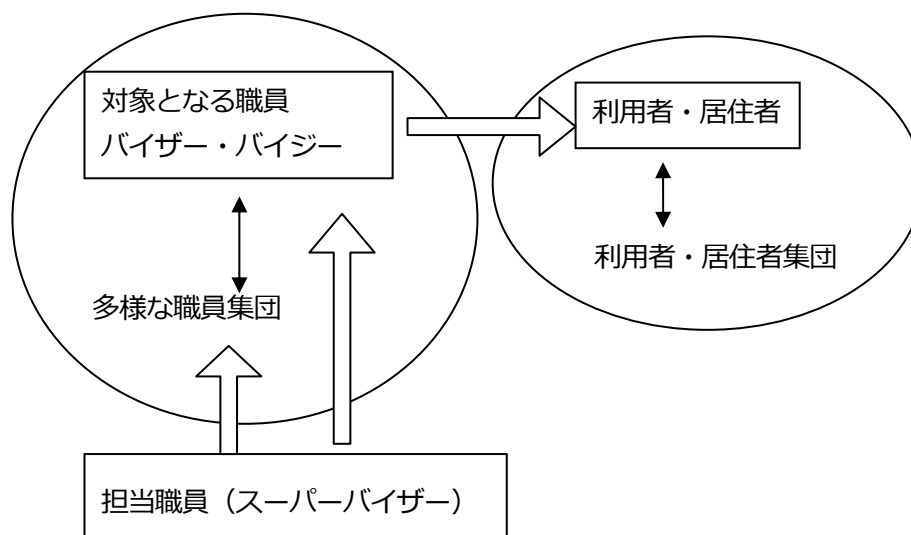 対象となる職員
バイザー・バイジー
利用者・居住者
利用者・居住者集団
多様な職員集団
担当職員（スーパーバイザー）